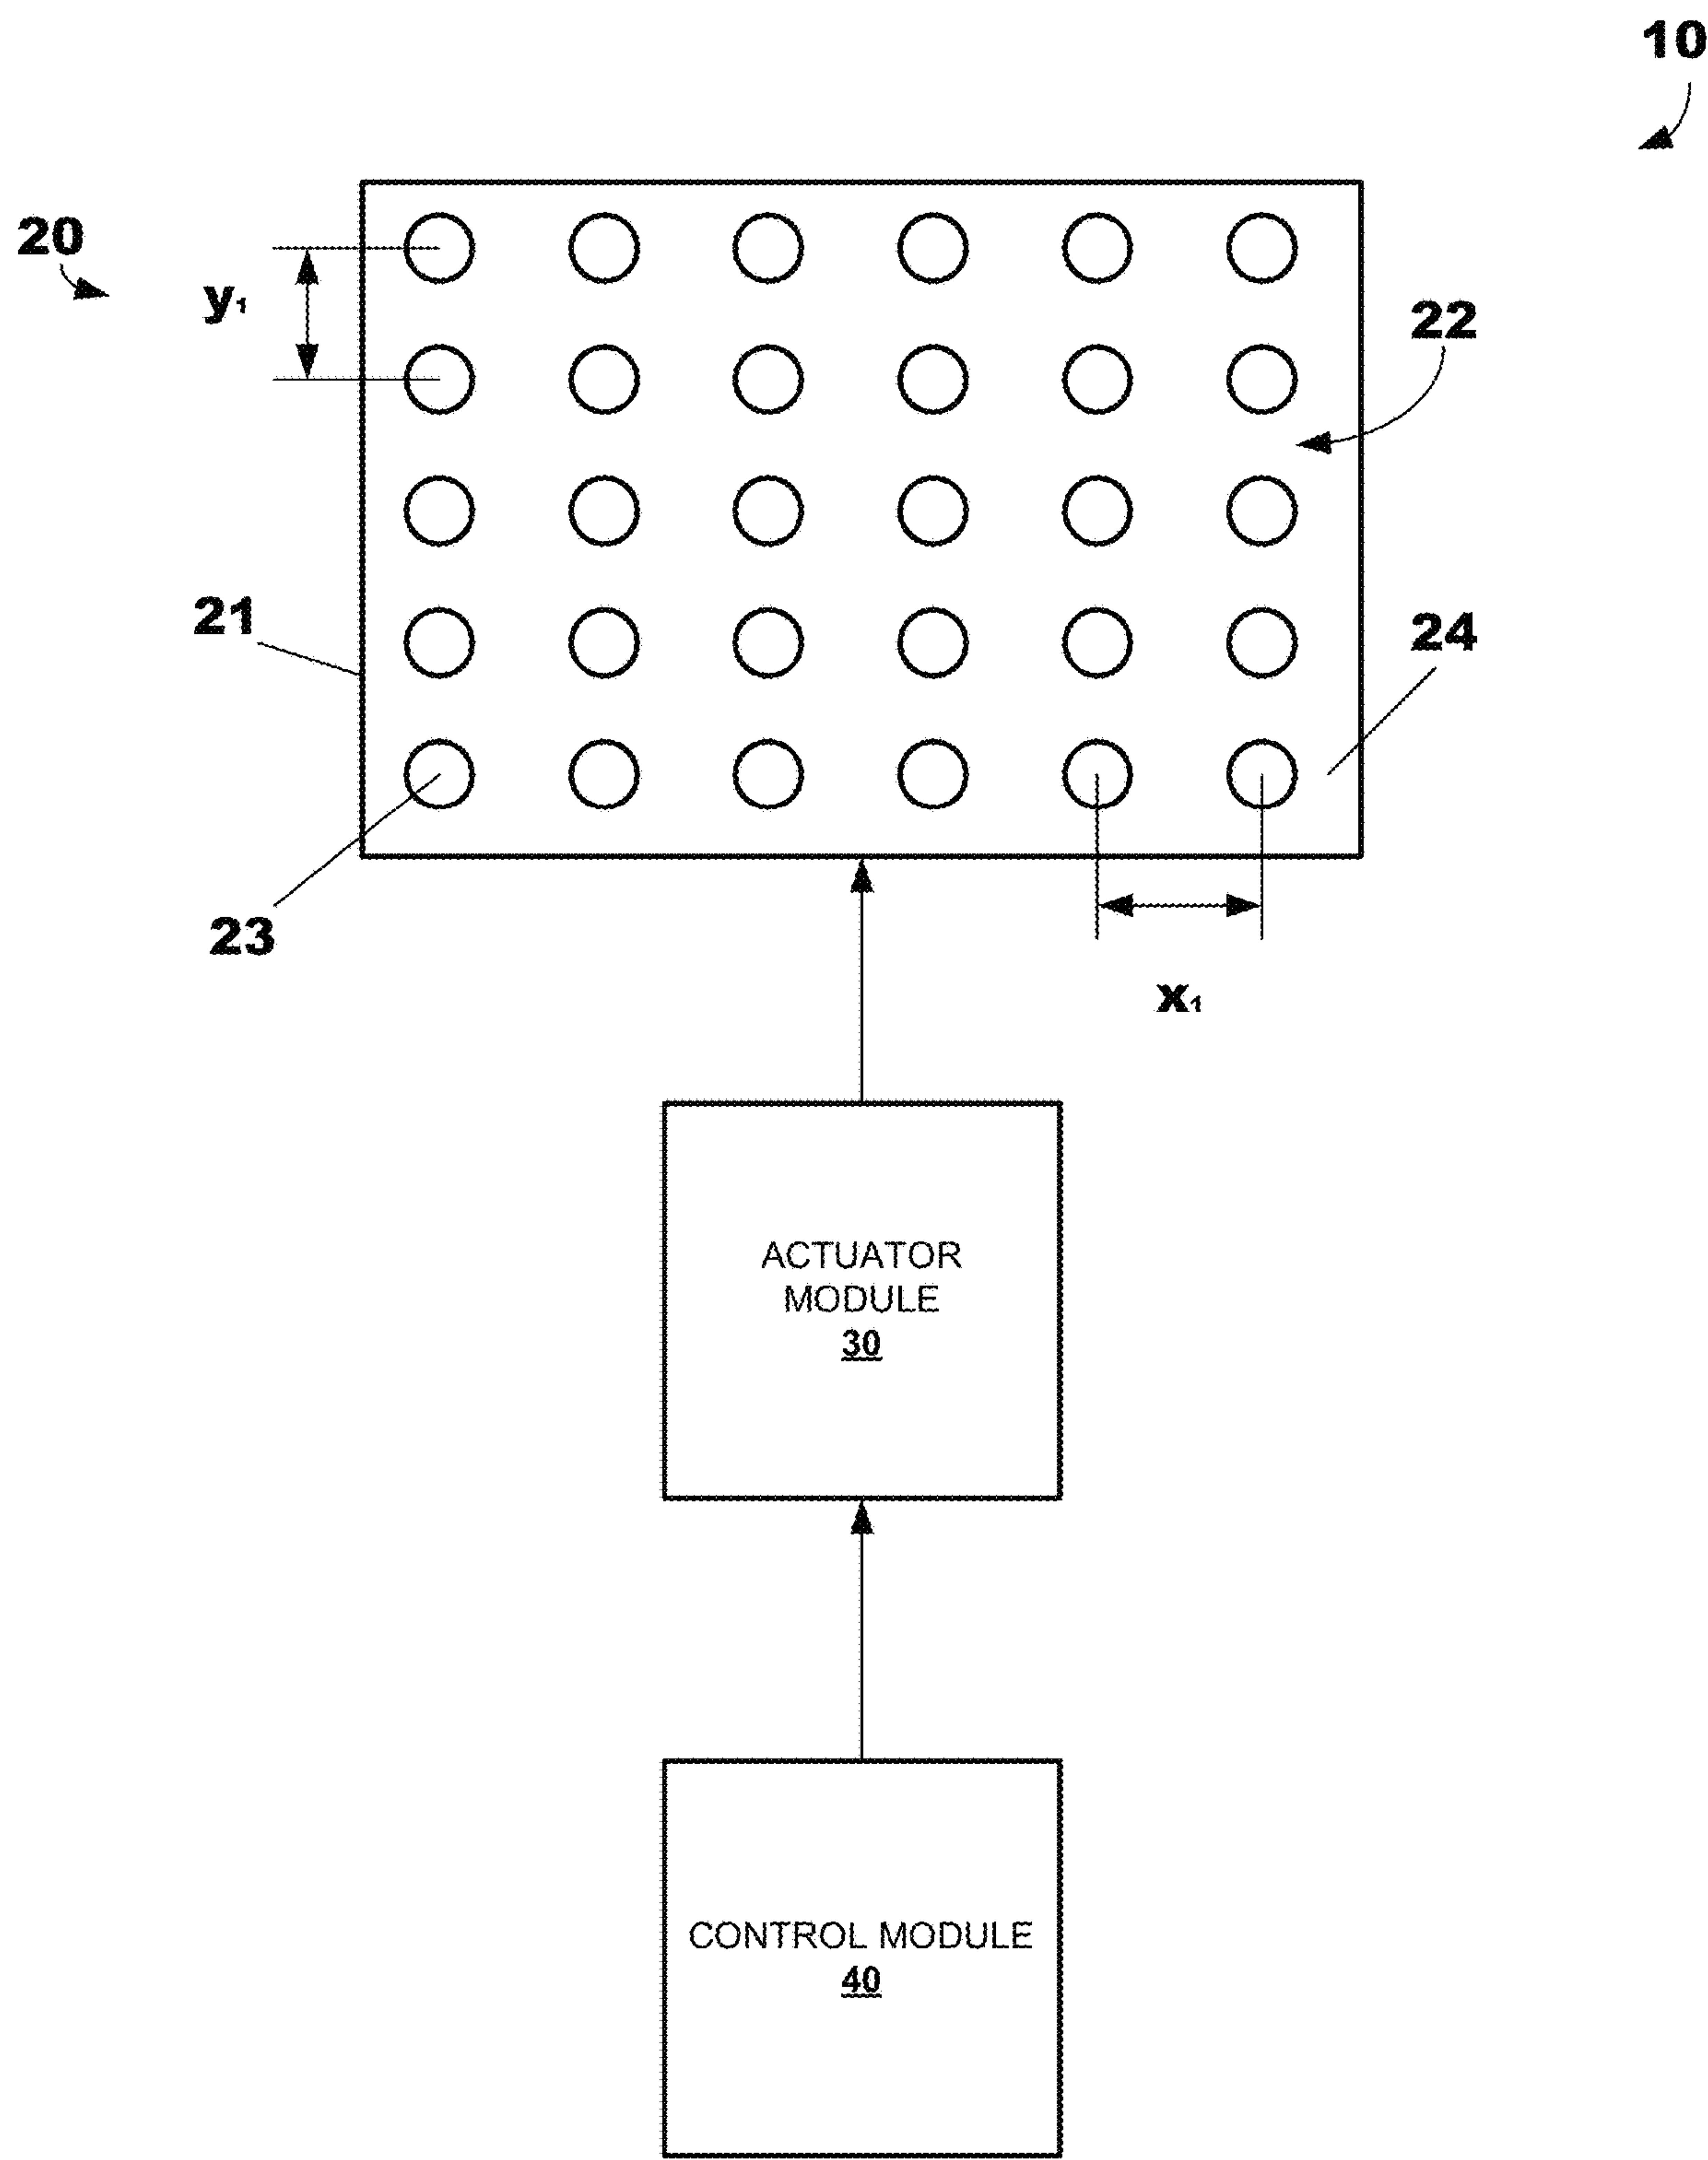 10
20
y₁
22
21
24
23
x₁
ACTUATOR
MODULE
30
CONTROL MODULE
40